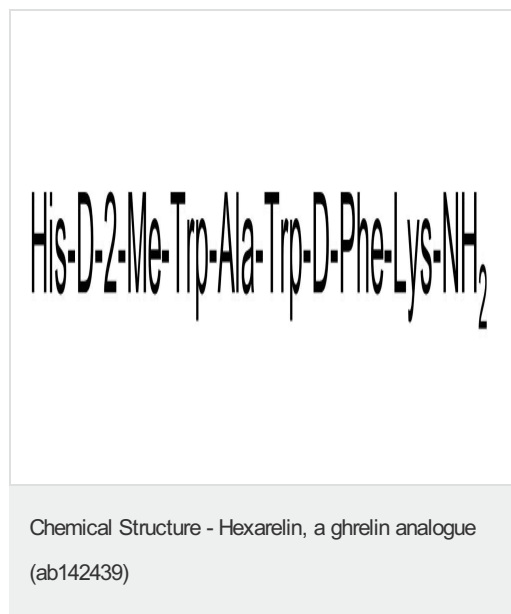 His-D-2-Me-Trp-Ala-Trp-D-Phe-Lys-NH₂
Chemical Structure - Hexarelin, a ghrelin analogue
(ab142439)